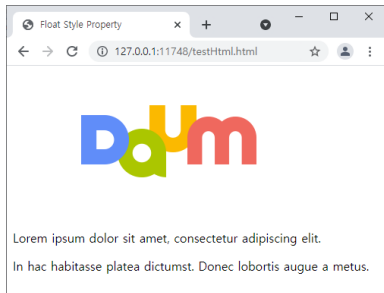 Float Style Property
127.0.0.1:11748/testHtml.html
Daum
Lorem ipsum dolor sit amet, consectetur adipiscing elit.
In hac habitasse platea dictumst. Donec lobortis augue a metus.